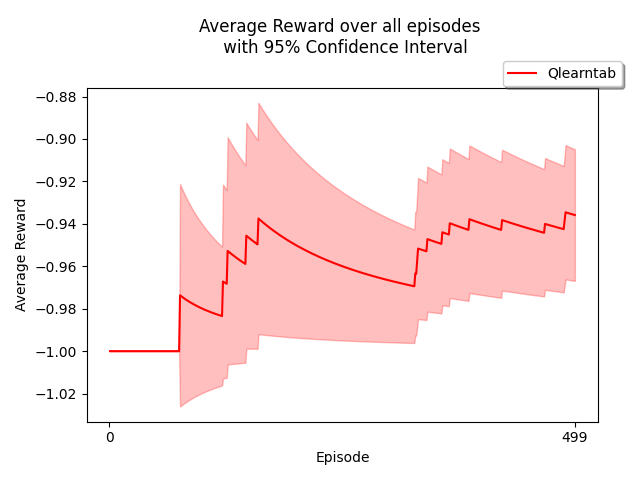 Average Reward over all episodes
with 95% Confidence Interval
Qlearntab
−0.88
−0.90
−0.92
−0.94
−0.96
−0.98
−1.00
−1.02
Average Reward
0
499
Episode